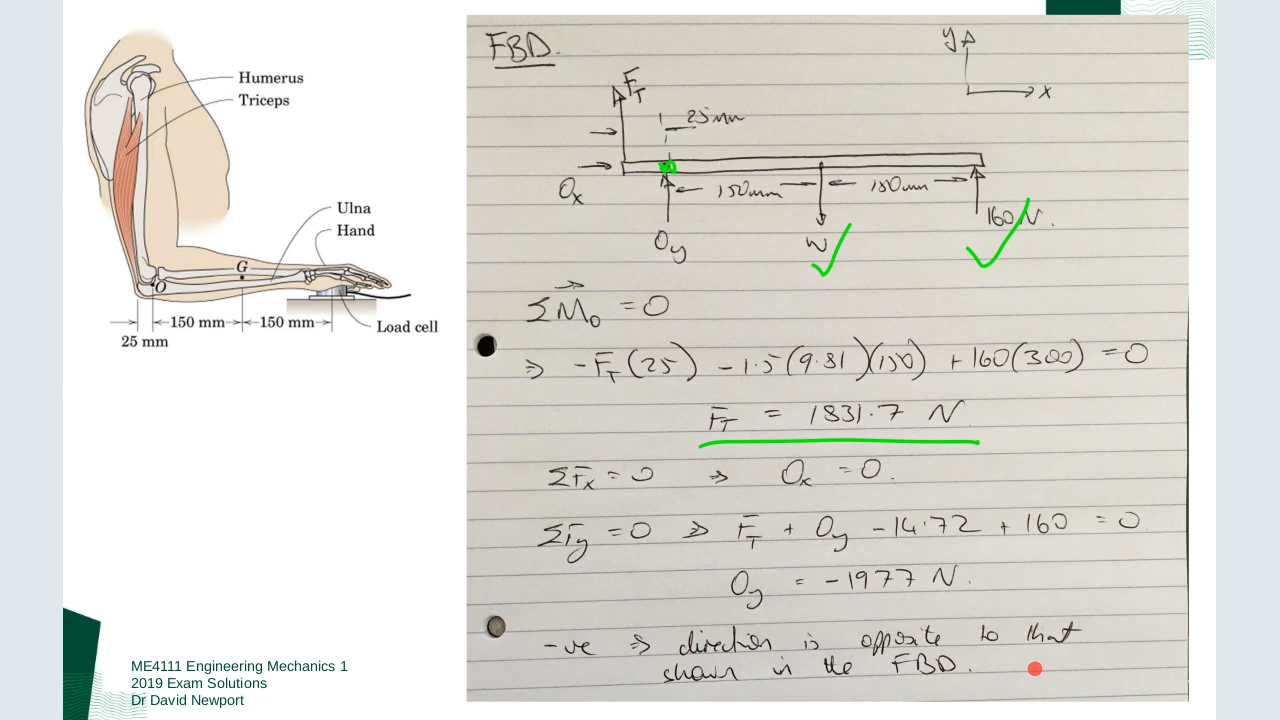 Humerus
Triceps
Ulna
Hand
G
O
150 mm
150 mm
25 mm
Load cell
FBD.
y
x
F_T
25mm
O_x
150mm
150mm
O_y
W
160 N.
ΣM_O = 0
⇒ -F_T (25) - 1.5(9.81)(150) + 160(300) = 0
F_T = 1831.7 N
ΣF_x = 0 ⇒ O_x = 0.
ΣF_y = 0 ⇒ F_T + O_y - 14.72 + 160 = 0
O_y = -1977 N.
-ve ⇒ direction is opposite to that
shown in the FBD.
ME4111 Engineering Mechanics 1
2019 Exam Solutions
Dr David Newport